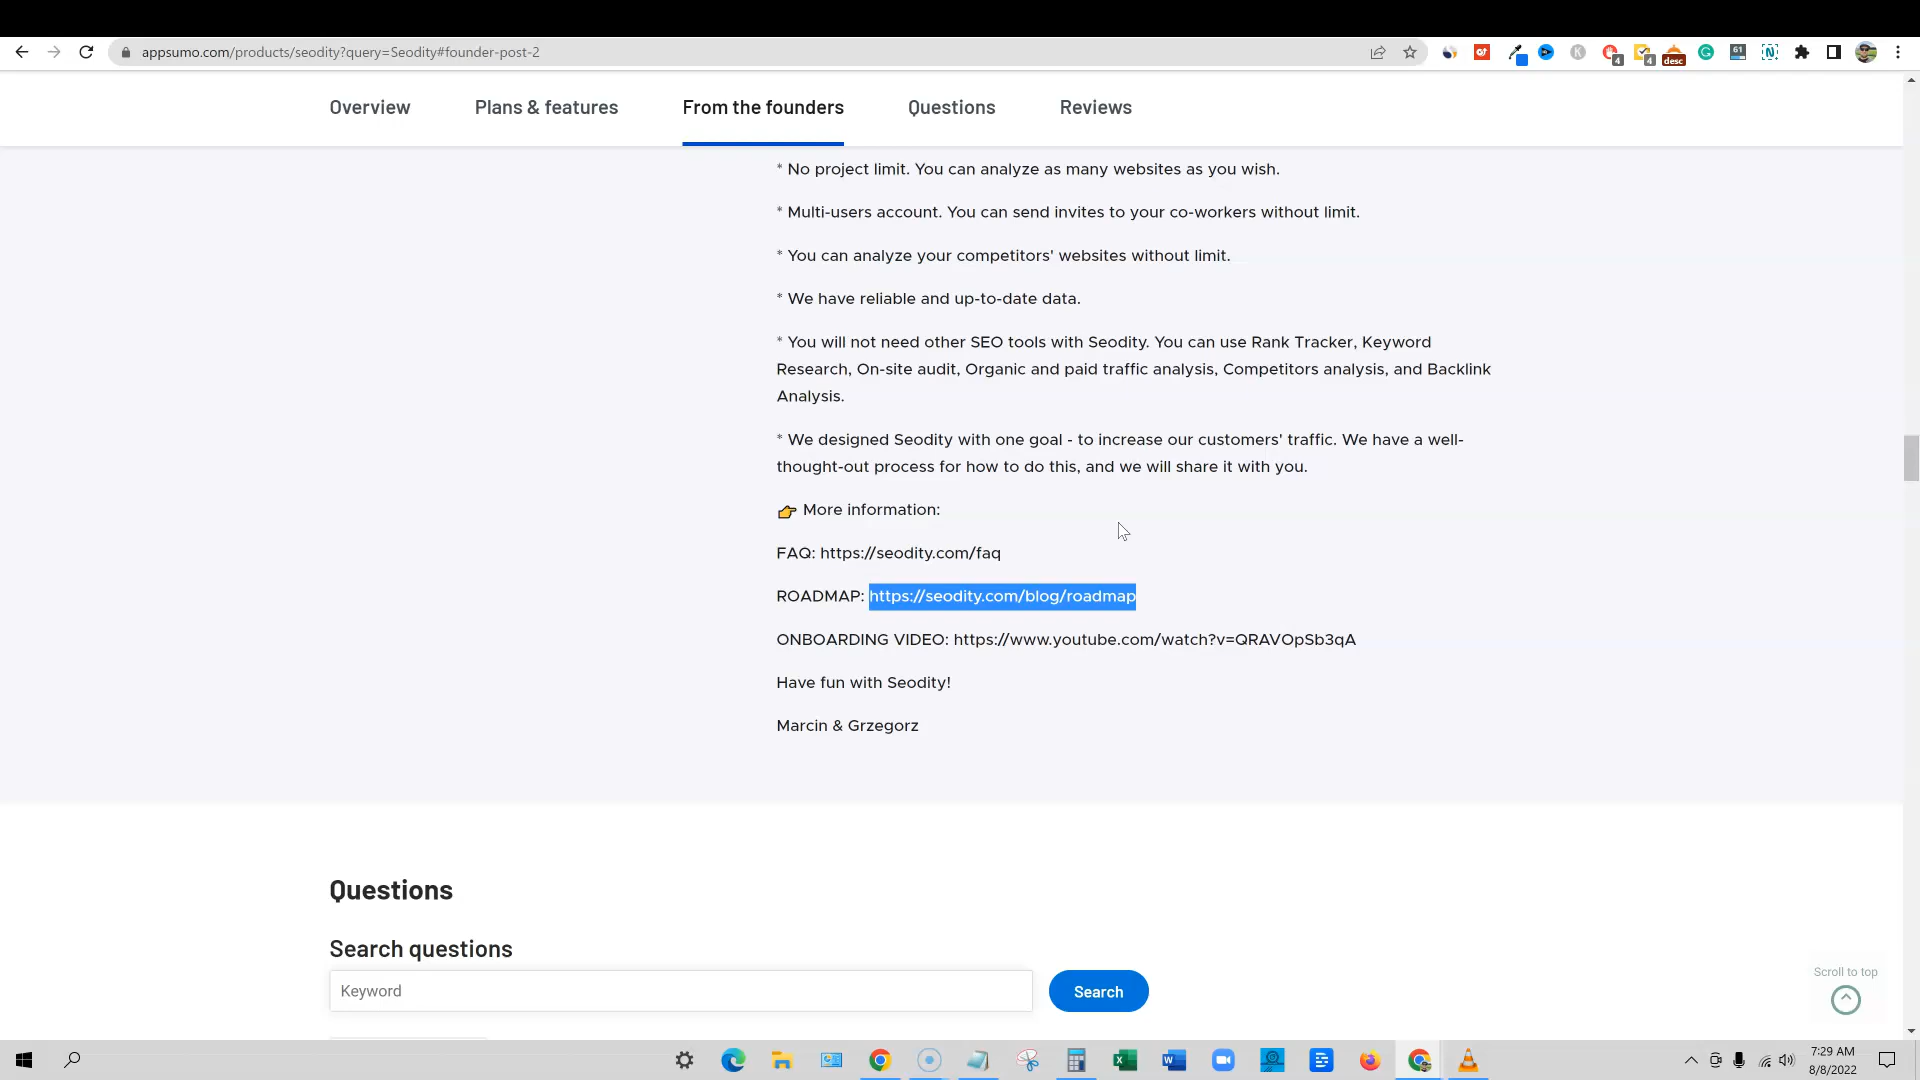 appsumo.com/products/seodity?query=Seodity#founder-post-2
4
4
desc
61
Overview
Plans & features
From the founders
Questions
Reviews
* No project limit. You can analyze as many websites as you wish.
* Multi-users account. You can send invites to your co-workers without limit.
* You can analyze your competitors' websites without limit.
* We have reliable and up-to-date data.
* You will not need other SEO tools with Seodity. You can use Rank Tracker, Keyword
Research, On-site audit, Organic and paid traffic analysis, Competitors analysis, and Backlink
Analysis.
* We designed Seodity with one goal - to increase our customers' traffic. We have a well-
thought-out process for how to do this, and we will share it with you.
👉 More information:
FAQ: https://seodity.com/faq
ROADMAP: https://seodity.com/blog/roadmap
ONBOARDING VIDEO: https://www.youtube.com/watch?v=QRAVOpSb3qA
Have fun with Seodity!
Marcin & Grzegorz
Questions
Search questions
Keyword
Search
Scroll to top
7:29 AM
8/8/2022